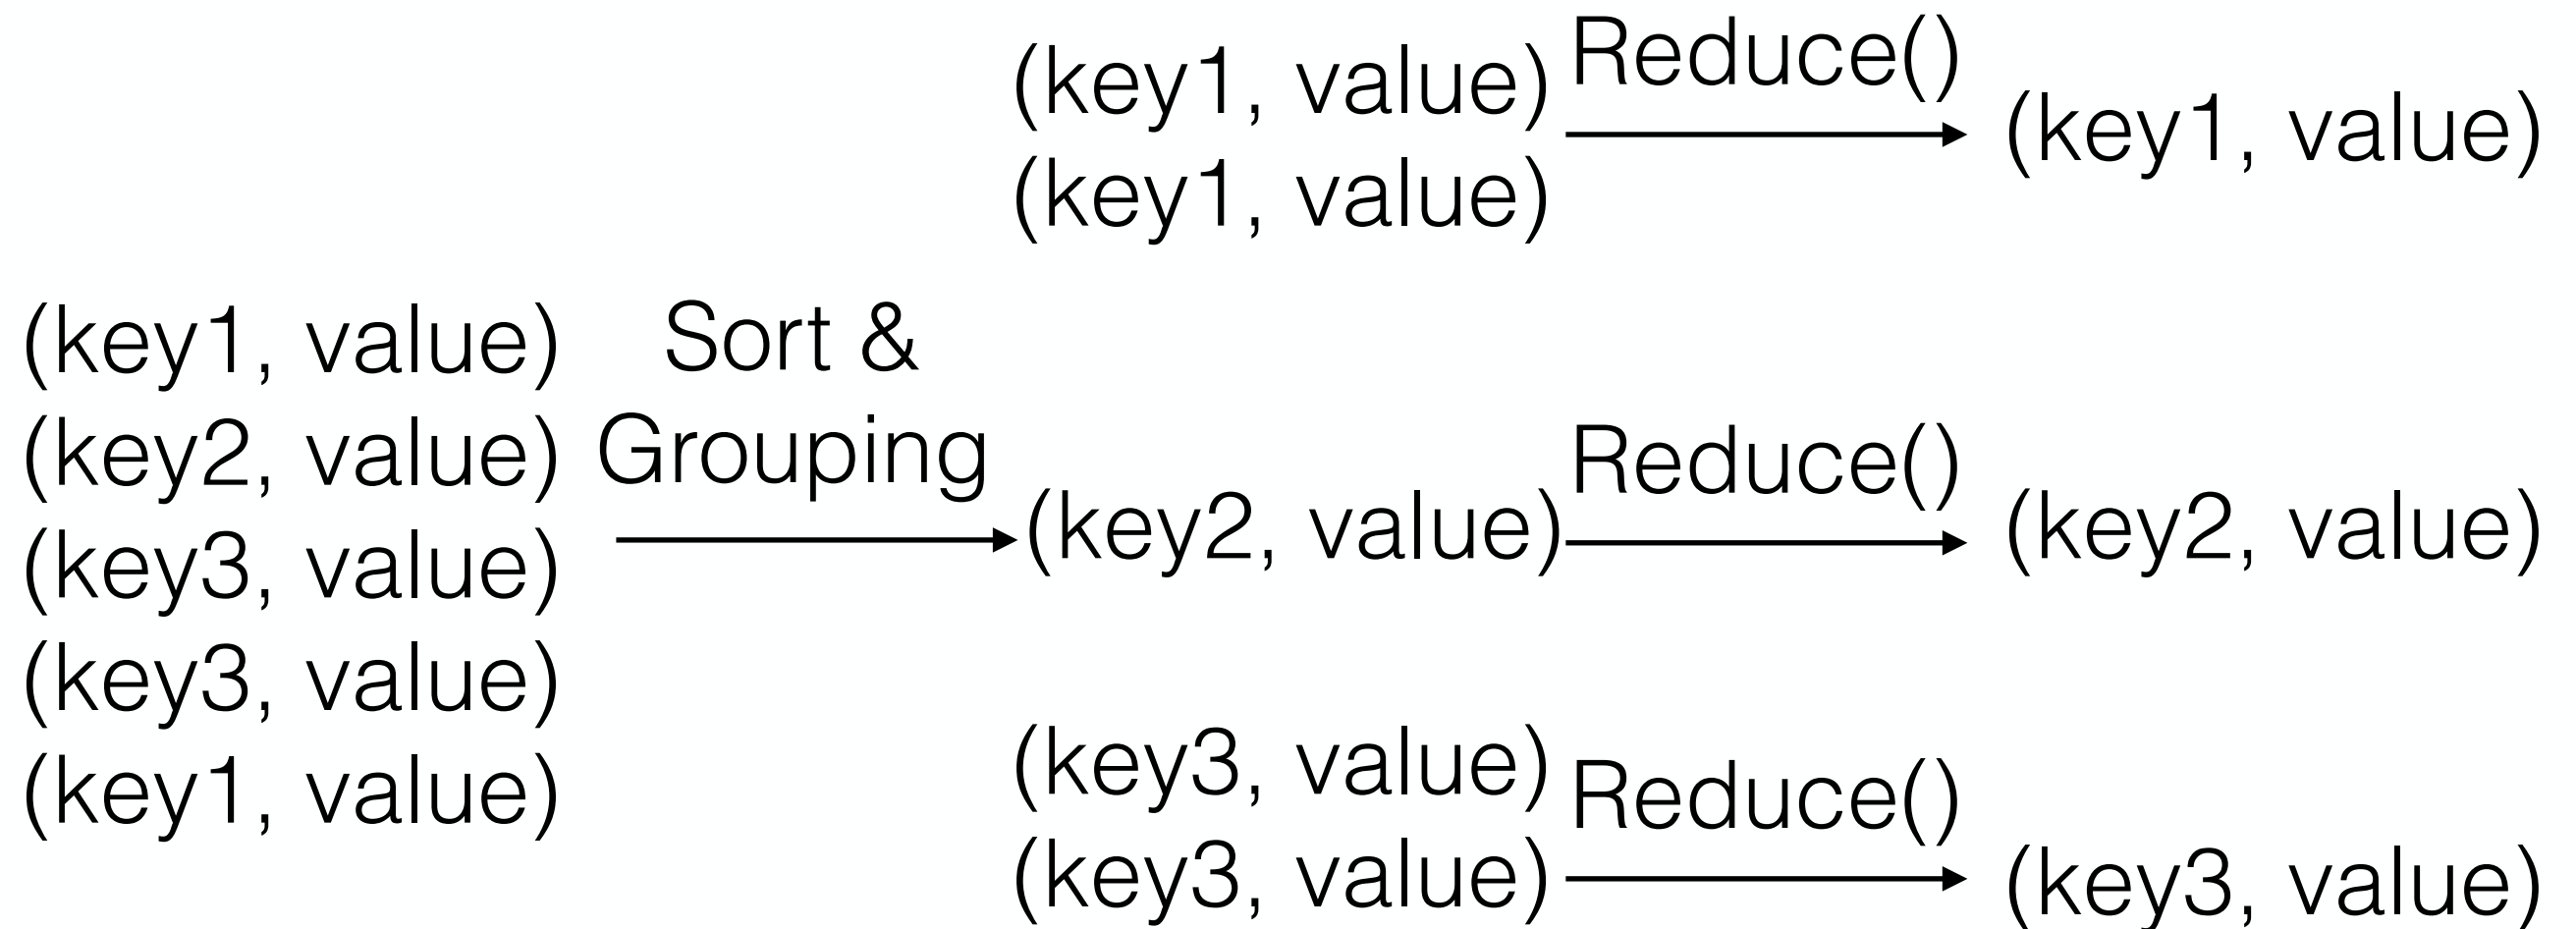 (key1, value)
(key2, value)
(key3, value)
(key3, value)
(key1, value)
Sort &
Grouping
(key1, value)
(key1, value)
Reduce()
(key1, value)
(key2, value)
Reduce()
(key2, value)
(key3, value)
(key3, value)
Reduce()
(key3, value)